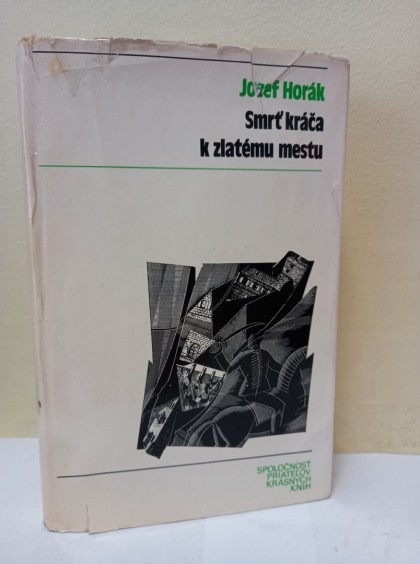 Jozef Horák
Smrť kráča
k zlatému mestu
SPOLOČNOSŤ
PRIATEĽOV
KRÁSNYCH
KNÍH